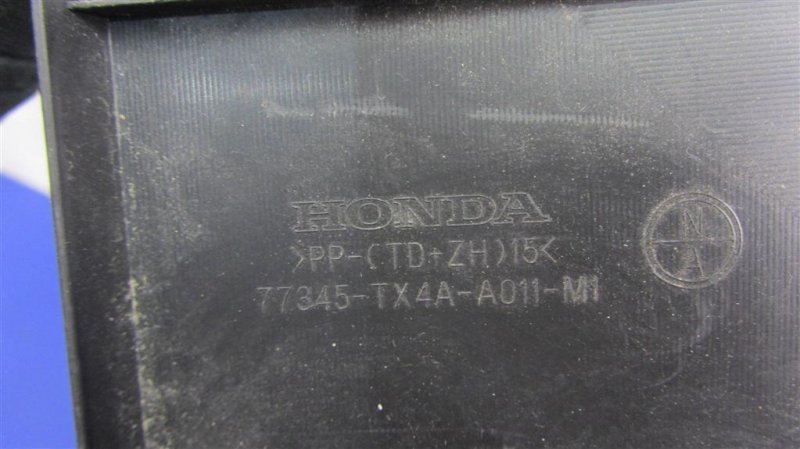 HONDA
>PP-(TD+ZH)15<
77345-TX4A-A011-M1
N
A